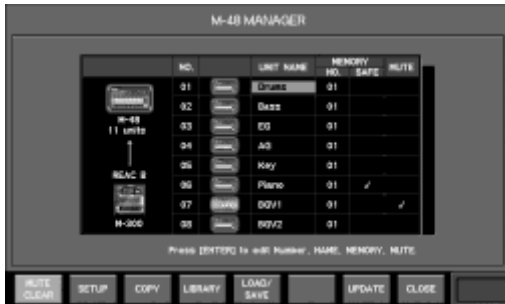 M-48 MANAGER
NO. UNIT NAME MEMORY NO. SAFE MUTE
01 Drums 01
02 Bass 01
03 EG 01
04 AG 01
05 Key 01
06 Piano 01 ✓
07 BGV1 01 ✓
08 BGV2 01
M-48
11 units
REAC B
M-300
Press [ENTER] to edit Number, NAME, MEMORY, MUTE
MUTE CLEAR
SETUP
COPY
LIBRARY
LOAD/ SAVE
UPDATE
CLOSE